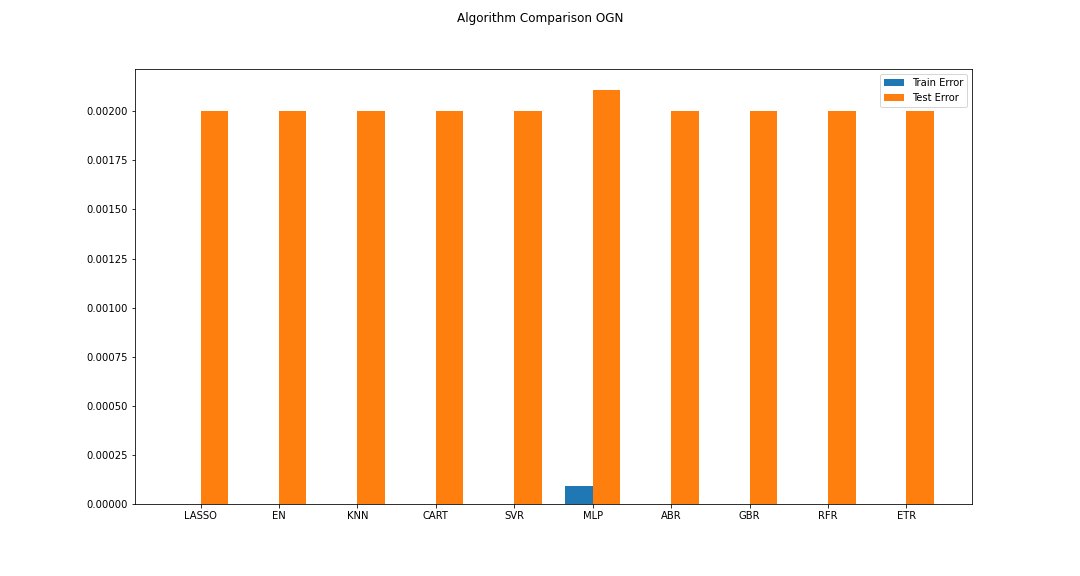 Algorithm Comparison OGN
Train Error
Test Error
0.00200
0.00175
0.00150
0.00125
0.00100
0.00075
0.00050
0.00025
0.00000
LASSO EN KNN CART SVR MLP ABR GBR RFR ETR